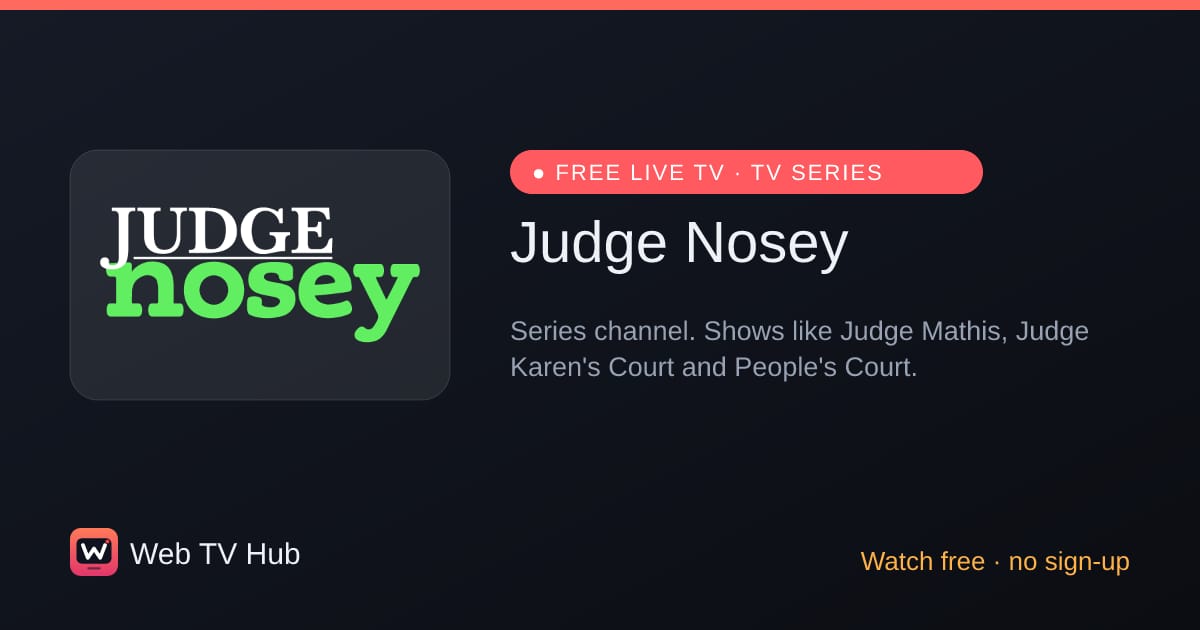 JUDGE
nosey
● FREE LIVE TV · TV SERIES
Judge Nosey
Series channel. Shows like Judge Mathis, Judge
Karen's Court and People's Court.
W
Web TV Hub
Watch free · no sign-up